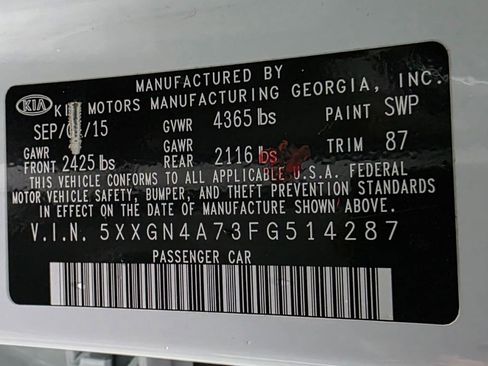 MANUFACTURED BY
KIA MOTORS MANUFACTURING GEORGIA, INC.
SEP/ /15 GVWR 4365 lbs PAINT SWP
GAWR FRONT 2425 lbs GAWR REAR 2116 lbs TRIM 87
THIS VEHICLE CONFORMS TO ALL APPLICABLE U.S.A. FEDERAL
MOTOR VEHICLE SAFETY, BUMPER, AND THEFT PREVENTION STANDARDS
IN EFFECT ON THE DATE OF MANUFACTURE SHOWN ABOVE.
V.I.N. 5XXGN4A73FG514287
PASSENGER CAR